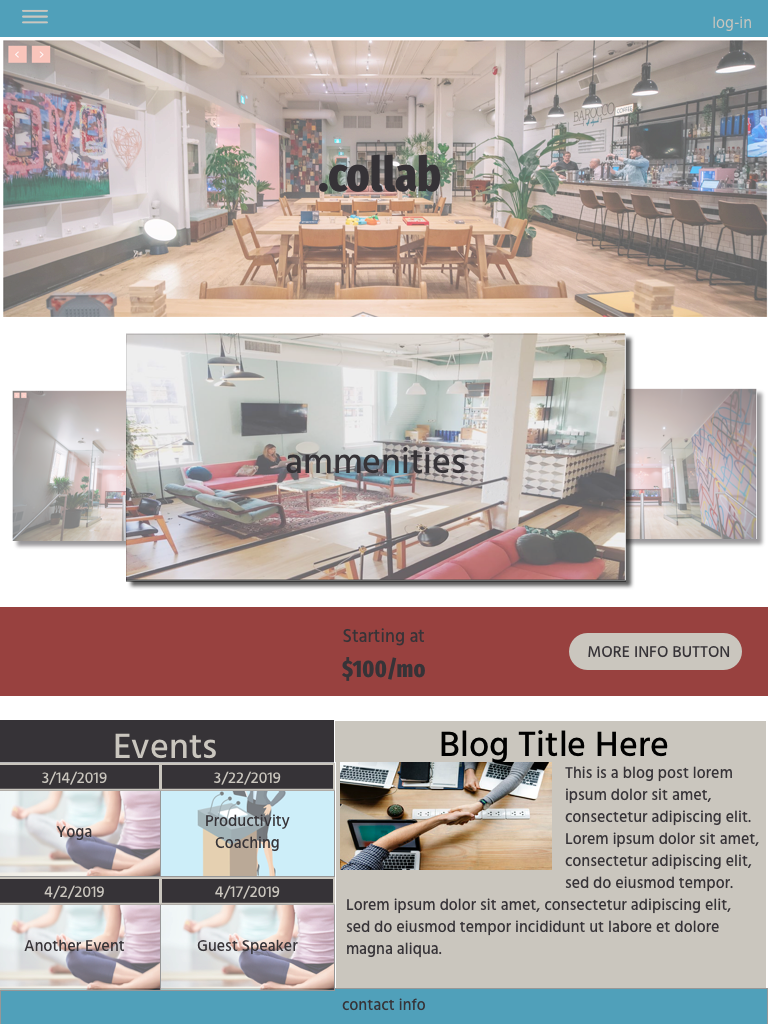 log-in
BAROCCO
COFFEE
.collab
ammenities
Starting at
$100/mo
MORE INFO BUTTON
Events
3/14/2019
3/22/2019
Yoga
Productivity
Coaching
4/2/2019
4/17/2019
Another Event
Guest Speaker
Blog Title Here
This is a blog post lorem
ipsum dolor sit amet,
consectetur adipiscing elit.
Lorem ipsum dolor sit amet,
consectetur adipiscing elit,
sed do eiusmod tempor.
Lorem ipsum dolor sit amet, consectetur adipiscing elit,
sed do eiusmod tempor incididunt ut labore et dolore
magna aliqua.
contact info